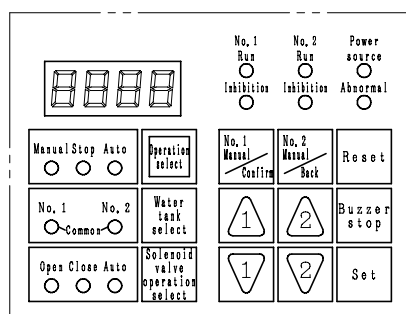 No. 1 No. 2 Power
Run Run source
Inhibition Inhibition Abnormal
8888
Manual Stop Auto
Operation
select
No. 1
Manual
Confirm
No. 2
Manual
Back
Reset
No. 1 No. 2
Common
Water
tank
select
1
2
Buzzer
stop
Open Close Auto
Solenoid
valve
operation
select
1
2
Set